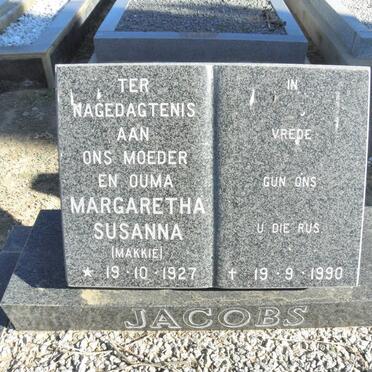 TER
NAGEDAGTENIS
AAN
ONS MOEDER
EN OUMA
MARGARETHA
SUSANNA
(MAKKIE)
★ 19·10·1927
IN
VREDE
GUN ONS
U DIE RUS
✝ 19·9·1990
JACOBS